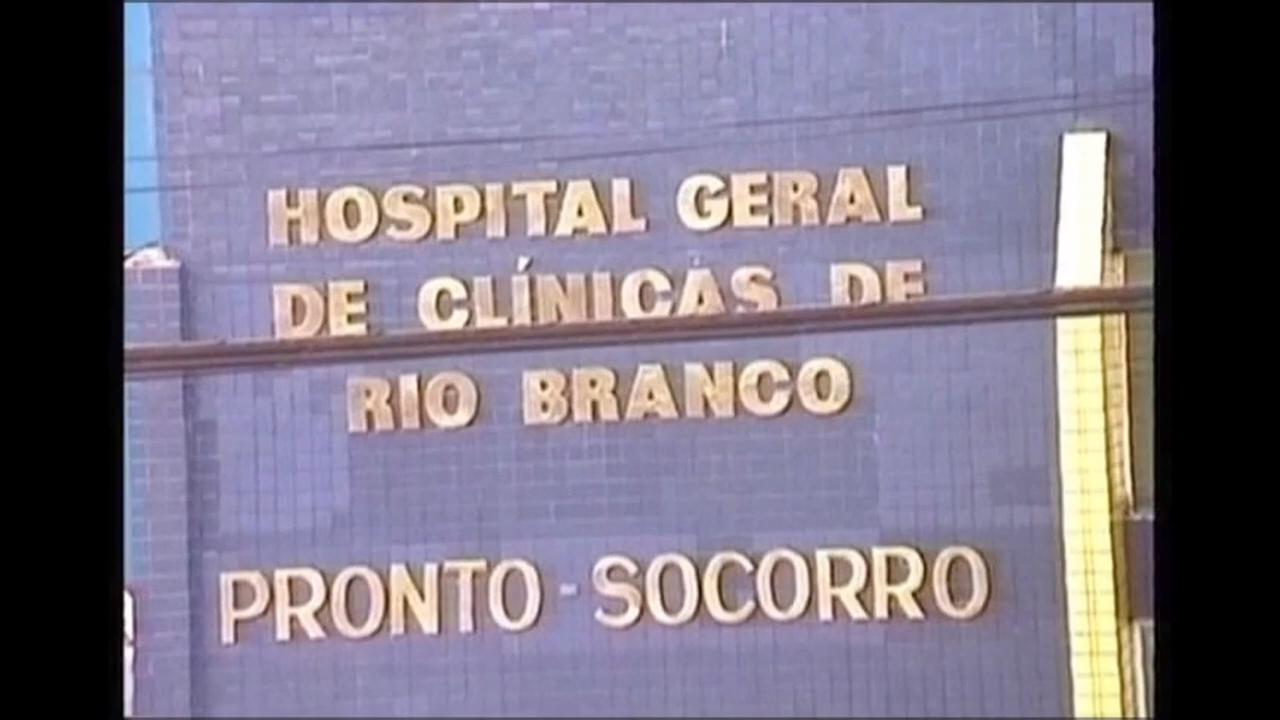 HOSPITAL GERAL
DE CLÍNICAS DE
RIO BRANCO
PRONTO-SOCORRO